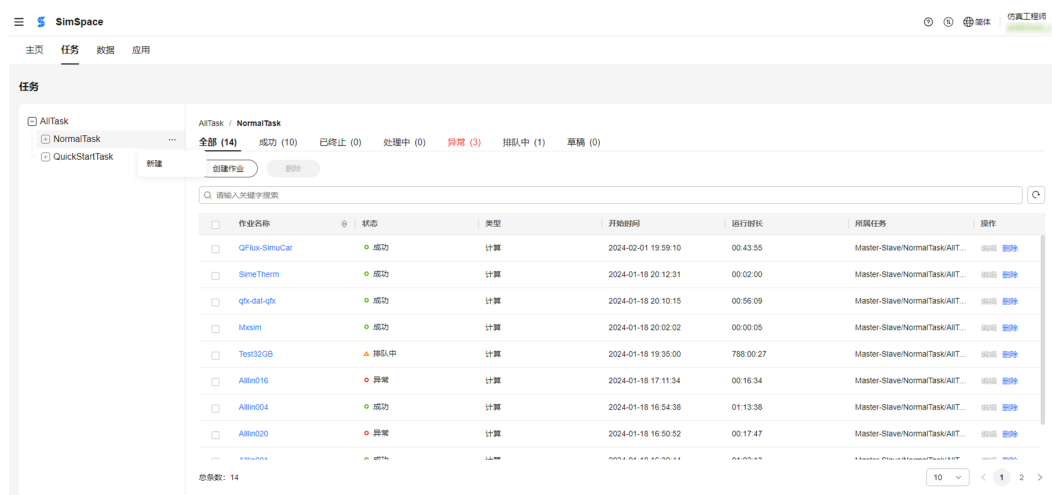 SimSpace
简体
仿真工程师
主页 任务 数据 应用
任务
AllTask
NormalTask ...
QuickStartTask
新建
AllTask / NormalTask
全部 (14) 成功 (10) 已终止 (0) 处理中 (0) 异常 (3) 排队中 (1) 草稿 (0)
创建作业 删除
请输入关键字搜索
作业名称 状态 类型 开始时间 运行时长 所属任务 操作
QFlux-SimuCar 成功 计算 2024-02-01 19:59:10 00:43:55 Master-Slave/NormalTask/AllT... 编辑 删除
SimeTherm 成功 计算 2024-01-18 20:12:31 00:02:00 Master-Slave/NormalTask/AllT... 编辑 删除
qfx-dat-qfx 成功 计算 2024-01-18 20:10:15 00:56:09 Master-Slave/NormalTask/AllT... 编辑 删除
Mxsim 成功 计算 2024-01-18 20:02:02 00:00:05 Master-Slave/NormalTask/AllT... 编辑 删除
Test32GB 排队中 计算 2024-01-18 19:35:00 788:00:27 Master-Slave/NormalTask/AllT... 编辑 删除
Alllin016 异常 计算 2024-01-18 17:11:34 00:16:34 Master-Slave/NormalTask/AllT... 编辑 删除
Alllin004 成功 计算 2024-01-18 16:54:38 01:13:38 Master-Slave/NormalTask/AllT... 编辑 删除
Alllin020 异常 计算 2024-01-18 16:50:52 00:17:47 Master-Slave/NormalTask/AllT... 编辑 删除
总条数: 14
10 1 2